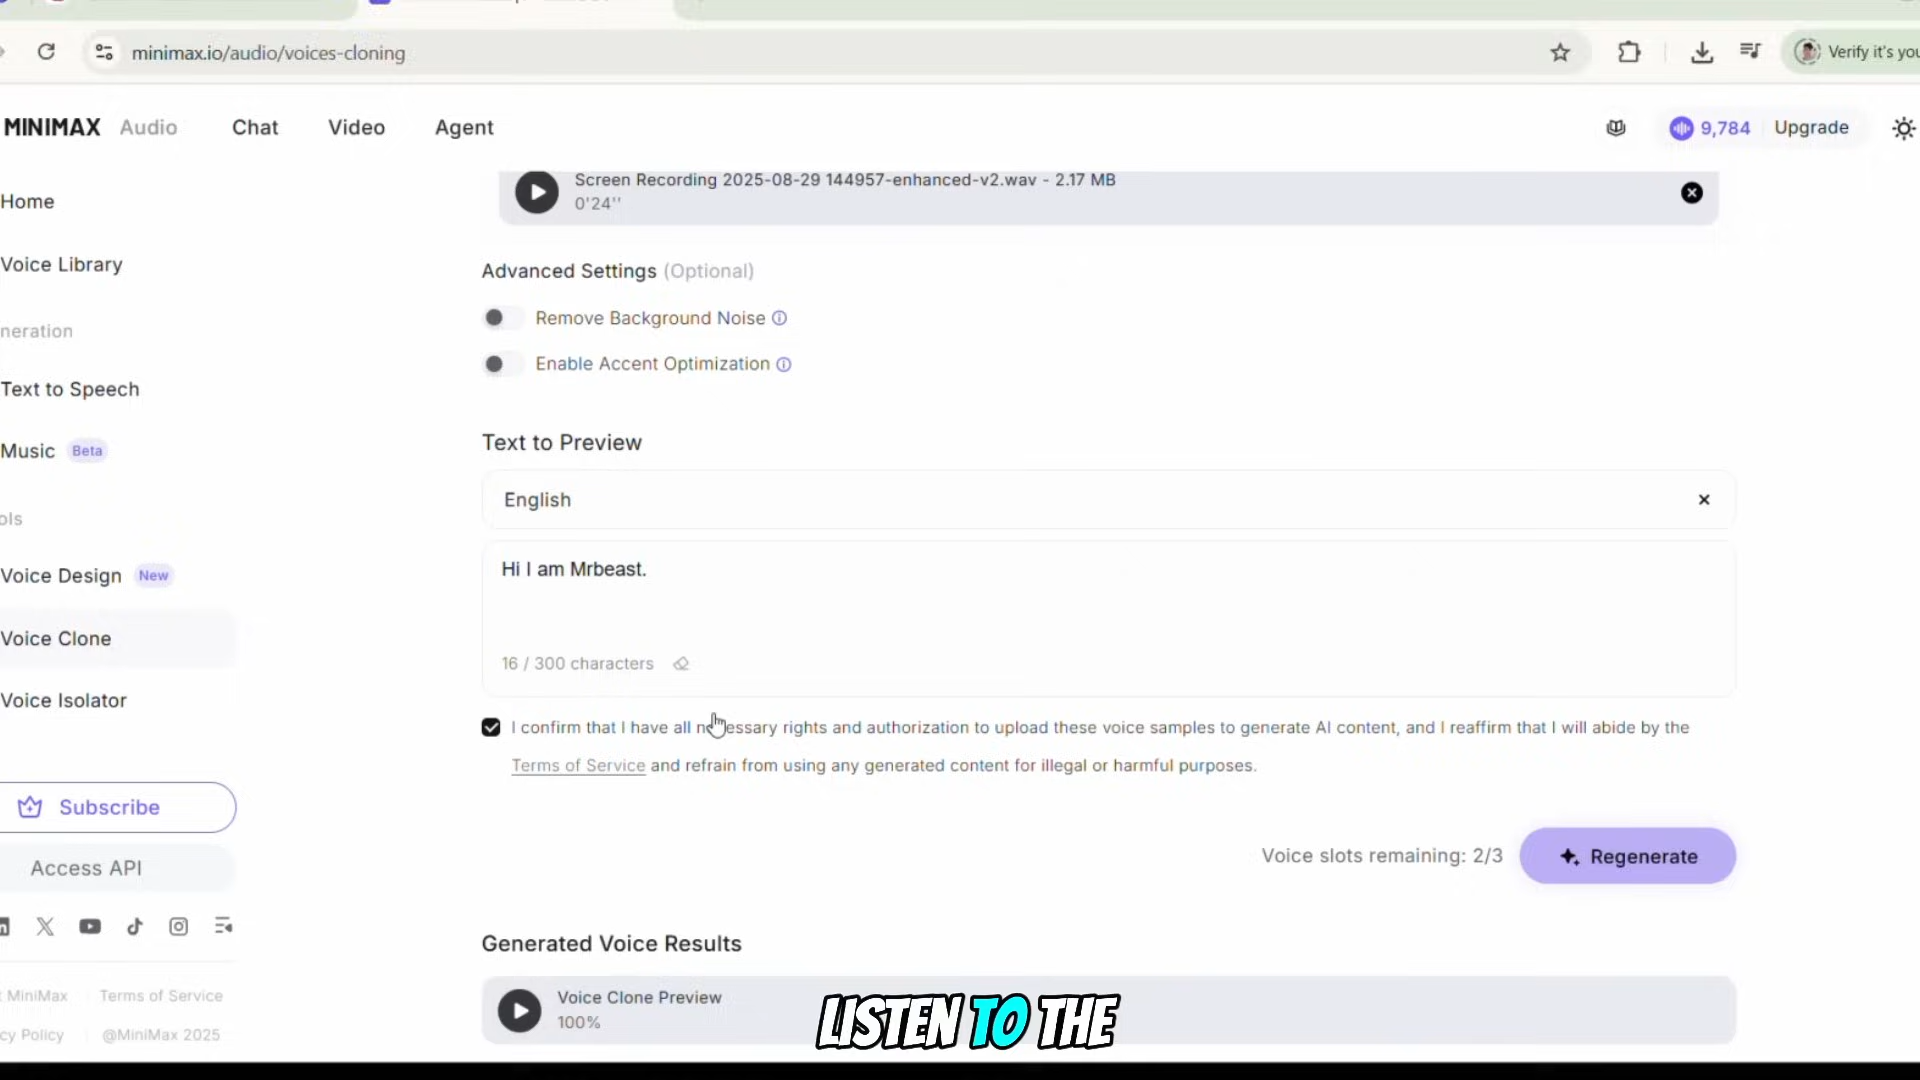 minimax.io/audio/voices-cloning
Verify it's you
MINIMAX Audio Chat Video Agent
9,784 Upgrade
Home
Voice Library
neration
Text to Speech
Music Beta
ols
Voice Design New
Voice Clone
Voice Isolator
Subscribe
Access API
MiniMax Terms of Service
cy Policy @MiniMax 2025
Screen Recording 2025-08-29 144957-enhanced-v2.wav - 2.17 MB
0'24''
Advanced Settings (Optional)
Remove Background Noise
Enable Accent Optimization
Text to Preview
English
Hi I am Mrbeast.
16 / 300 characters
I confirm that I have all necessary rights and authorization to upload these voice samples to generate AI content, and I reaffirm that I will abide by the
Terms of Service and refrain from using any generated content for illegal or harmful purposes.
Voice slots remaining: 2/3 Regenerate
Generated Voice Results
Voice Clone Preview
100%
LISTEN TO THE